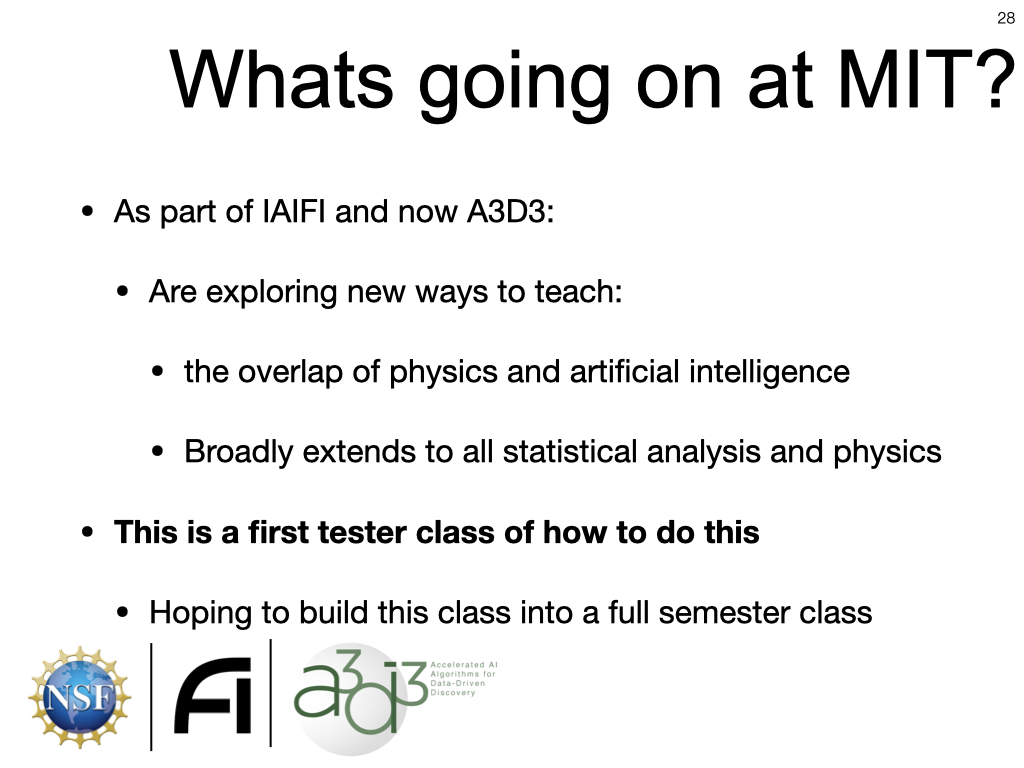 28
Whats going on at MIT?
• As part of IAIFI and now A3D3:
• Are exploring new ways to teach:
• the overlap of physics and artificial intelligence
• Broadly extends to all statistical analysis and physics
• This is a first tester class of how to do this
• Hoping to build this class into a full semester class
NSF
FI
a3d3
Accelerated AI
Algorithms for
Data-Driven
Discovery